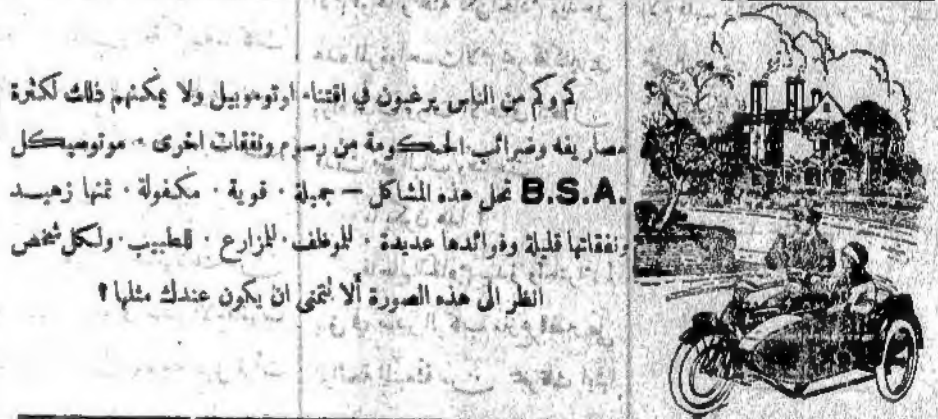 كم وكم من الناس يرغبون في اقتناء اوتوموبيل ولا يمكنهم ذلك لكثرة
مصاريفه وضرائب الحكومة من رسوم ونفقات اخرى · موتوسيكل
B.S.A. تحل هذه المشاكل — جميلة · قوية · مكفولة · ثمنها زهيد
ونفقاتها قليلة وفوائدها عديدة · للموظف · للمزارع · للطبيب · ولكل شخص
انظر الى هذه الصورة ألا تتمنى ان يكون عندك مثلها ؟